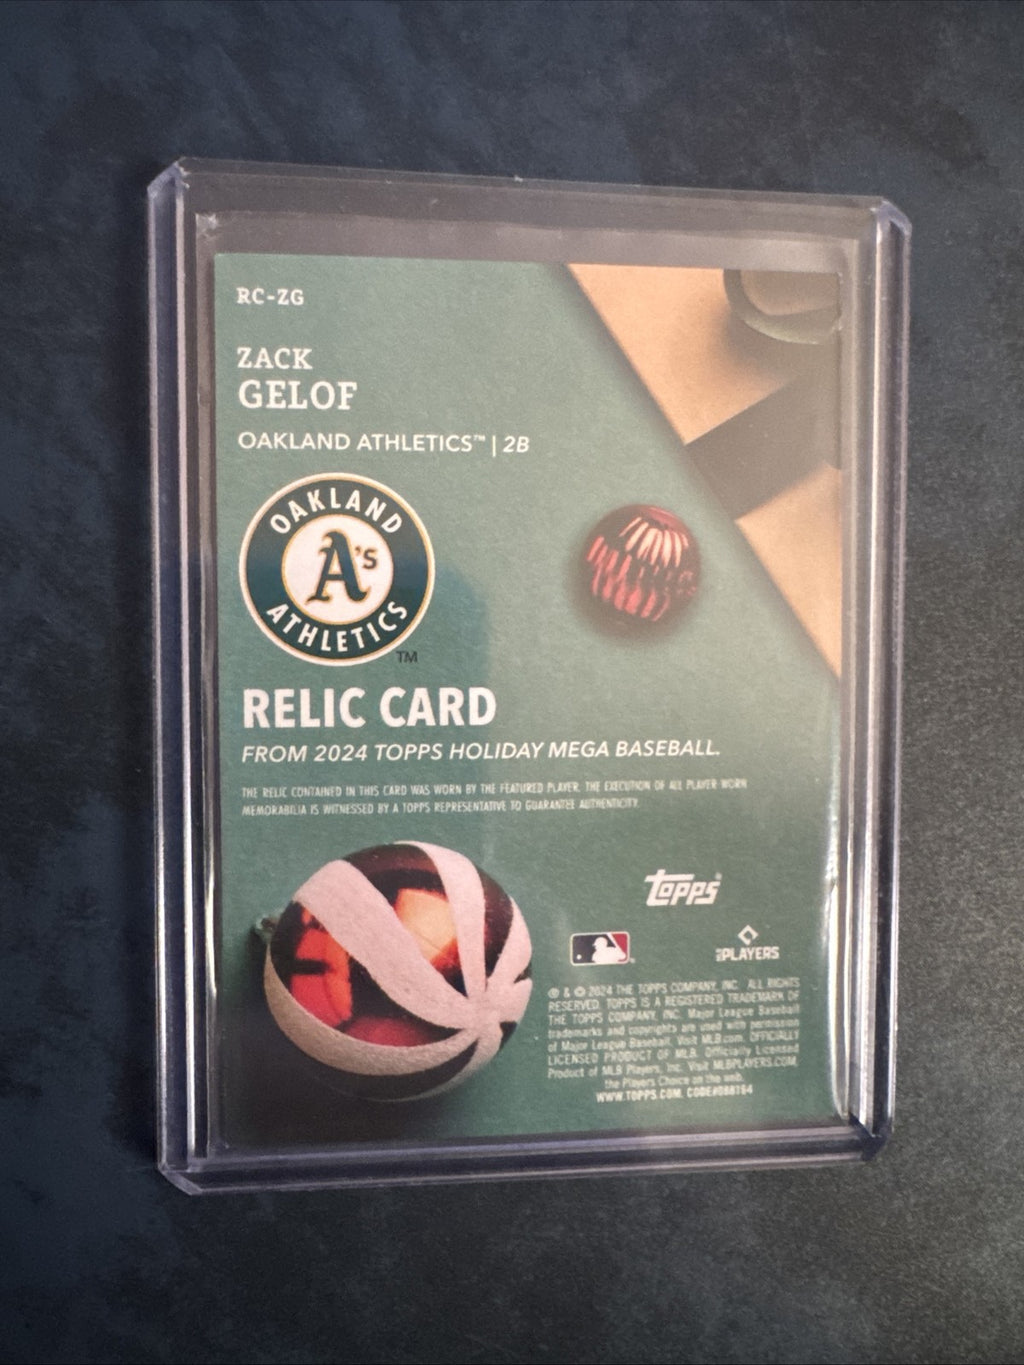 RC-ZG
ZACK
GELOF
OAKLAND ATHLETICS™ | 2B
OAKLAND
A's
ATHLETICS
TM
RELIC CARD
FROM 2024 TOPPS HOLIDAY MEGA BASEBALL.
THE RELIC CONTAINED IN THIS CARD WAS WORN BY THE FEATURED PLAYER. THE EXECUTION OF ALL PLAYER WORN
MEMORABILIA IS WITNESSED BY A TOPPS REPRESENTATIVE TO GUARANTEE AUTHENTICITY.
topps
PLAYERS
® & © 2024 THE TOPPS COMPANY, INC. ALL RIGHTS
RESERVED. TOPPS IS A REGISTERED TRADEMARK OF
THE TOPPS COMPANY, INC. Major League Baseball
trademarks and copyrights are used with permission
of Major League Baseball. Visit MLB.com. OFFICIALLY
LICENSED PRODUCT OF MLB. Officially Licensed
Product of MLB Players, Inc. Visit MLBPLAYERS.COM,
the Players Choice on the web.
WWW.TOPPS.COM. CODE#088194